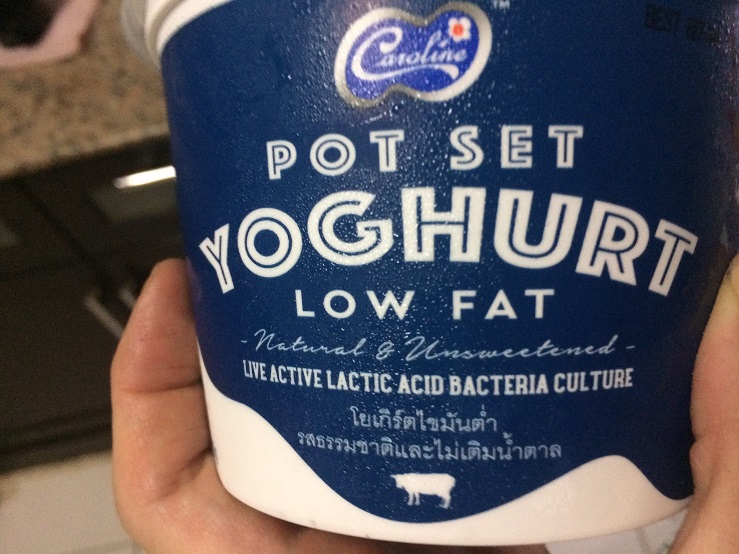 Caroline
TM
POT SET
YOGHURT
LOW FAT
- Natural & Unsweetened -
LIVE ACTIVE LACTIC ACID BACTERIA CULTURE
โยเกิร์ตไขมันต่ำ
รสธรรมชาติและไม่เติมน้ำตาล